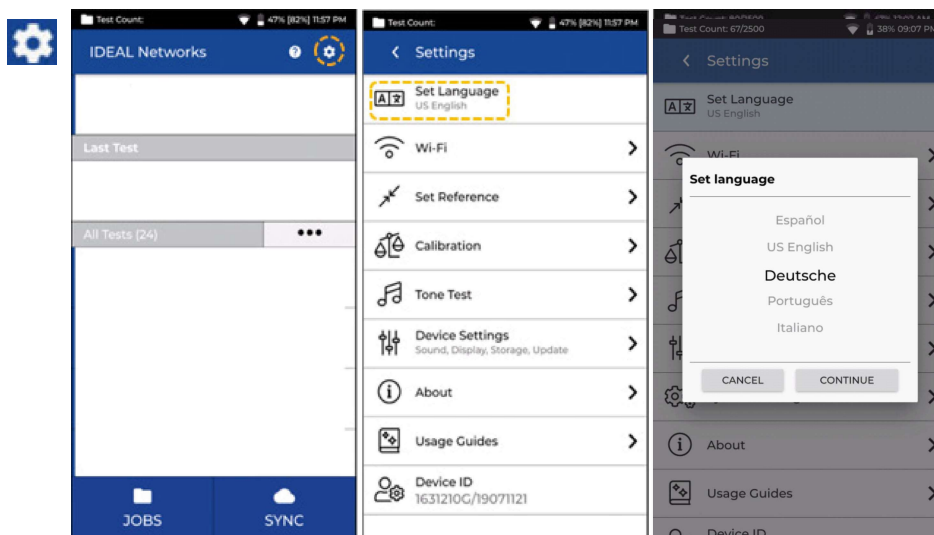 Test Count:
47% [82%] 11:57 PM
IDEAL Networks
Last Test
All Tests (24)
JOBS
SYNC
Test Count:
47% [82%] 11:57 PM
Settings
A
Set Language
US English
Wi-Fi
Set Reference
Calibration
Tone Test
Device Settings
Sound, Display, Storage, Update
About
Usage Guides
Device ID
1631210G/19071121
Test Count: 67/2500
38% 09:07 PM
Settings
A
Set Language
US English
Wi-Fi
Set language
Español
US English
Deutsche
Português
Italiano
CANCEL
CONTINUE
About
Usage Guides
Device ID